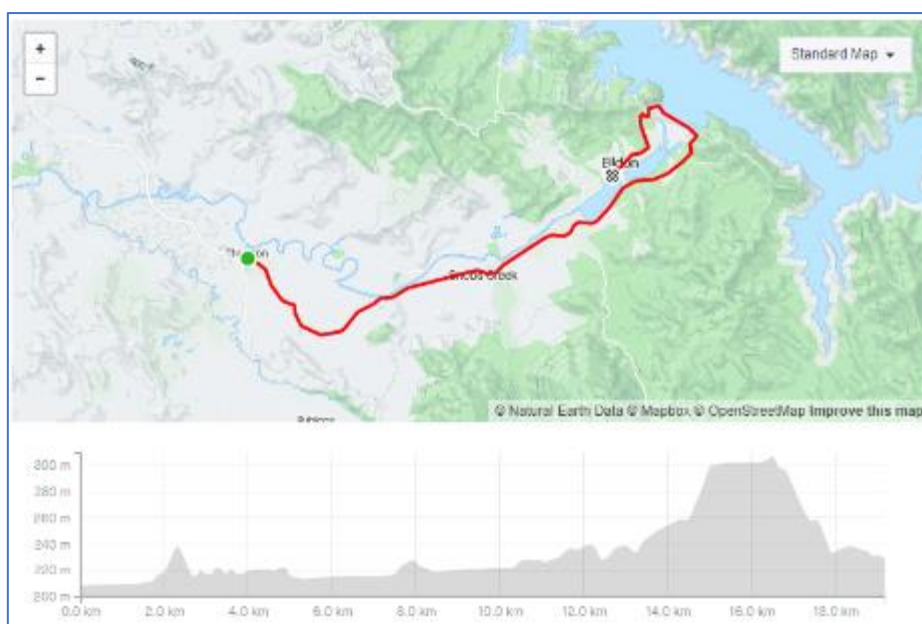 +
Standard Map
−
Eildon
Creek
© Natural Earth Data © Mapbox © OpenStreetMap Improve this map
300 m
280 m
260 m
240 m
220 m
200 m
0.0 km 2.0 km 4.0 km 6.0 km 8.0 km 10.0 km 12.0 km 14.0 km 16.0 km 18.0 km